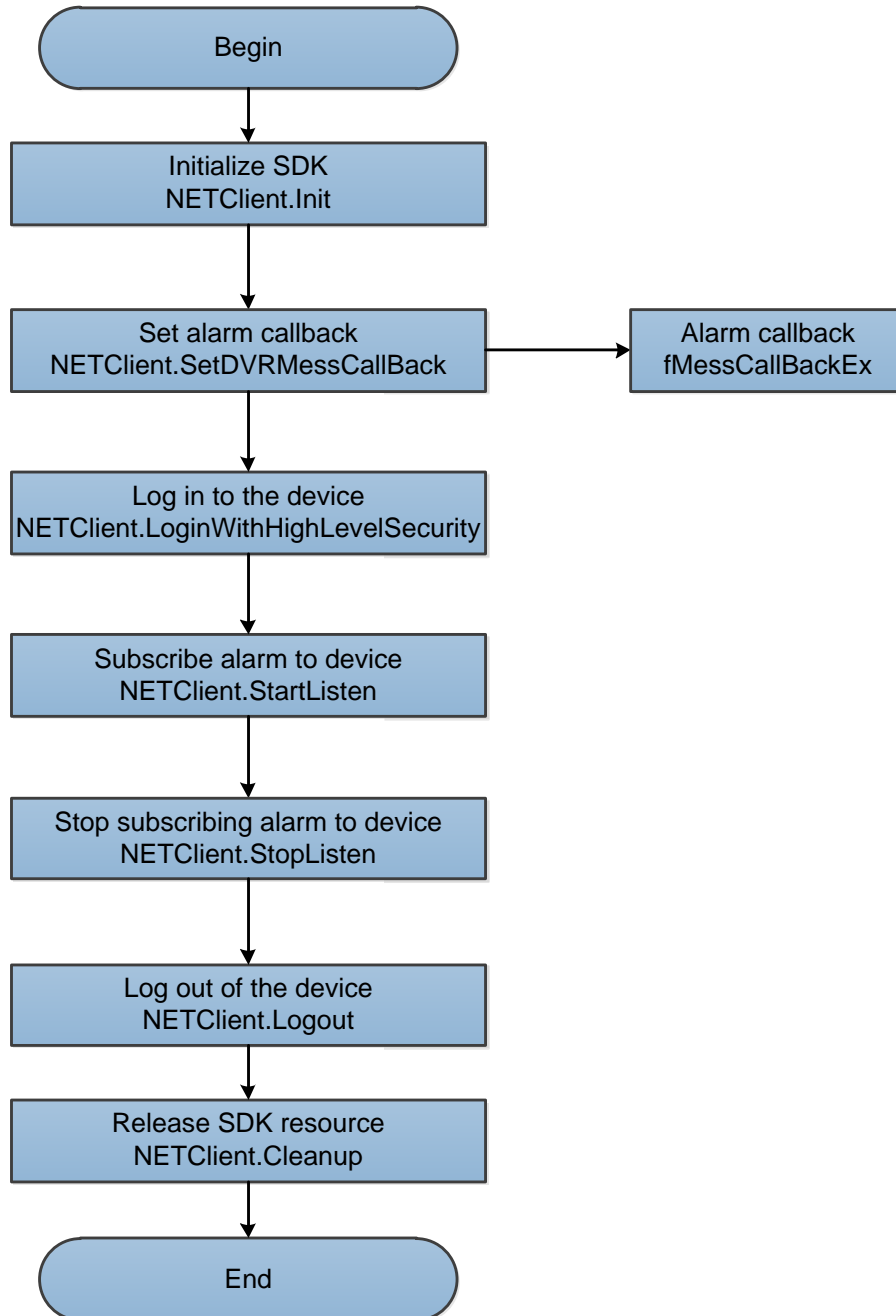 Begin
Initialize SDK
NETClient.Init
Set alarm callback
NETClient.SetDVRMessCallBack
Alarm callback
fMessCallBackEx
Log in to the device
NETClient.LoginWithHighLevelSecurity
Subscribe alarm to device
NETClient.StartListen
Stop subscribing alarm to device
NETClient.StopListen
Log out of the device
NETClient.Logout
Release SDK resource
NETClient.Cleanup
End